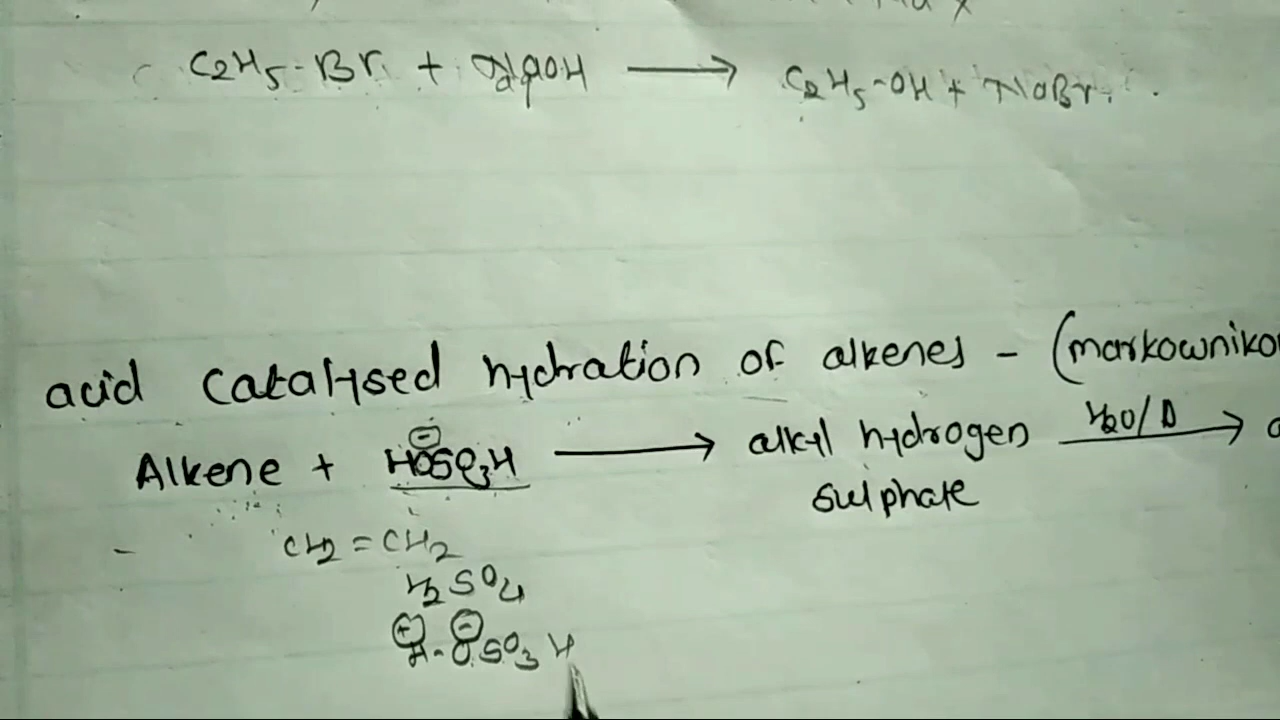 C2H5-Br + NaOH ⟶ C2H5-OH + NaBr.
acid catalysed hydration of alkenes - (markowniko
Alkene + HOSO3H ⟶ alkyl hydrogen sulphate H2O/Δ ⟶
⊖
CH2 = CH2
H2SO4
⊕ ⊖
H-OSO3H